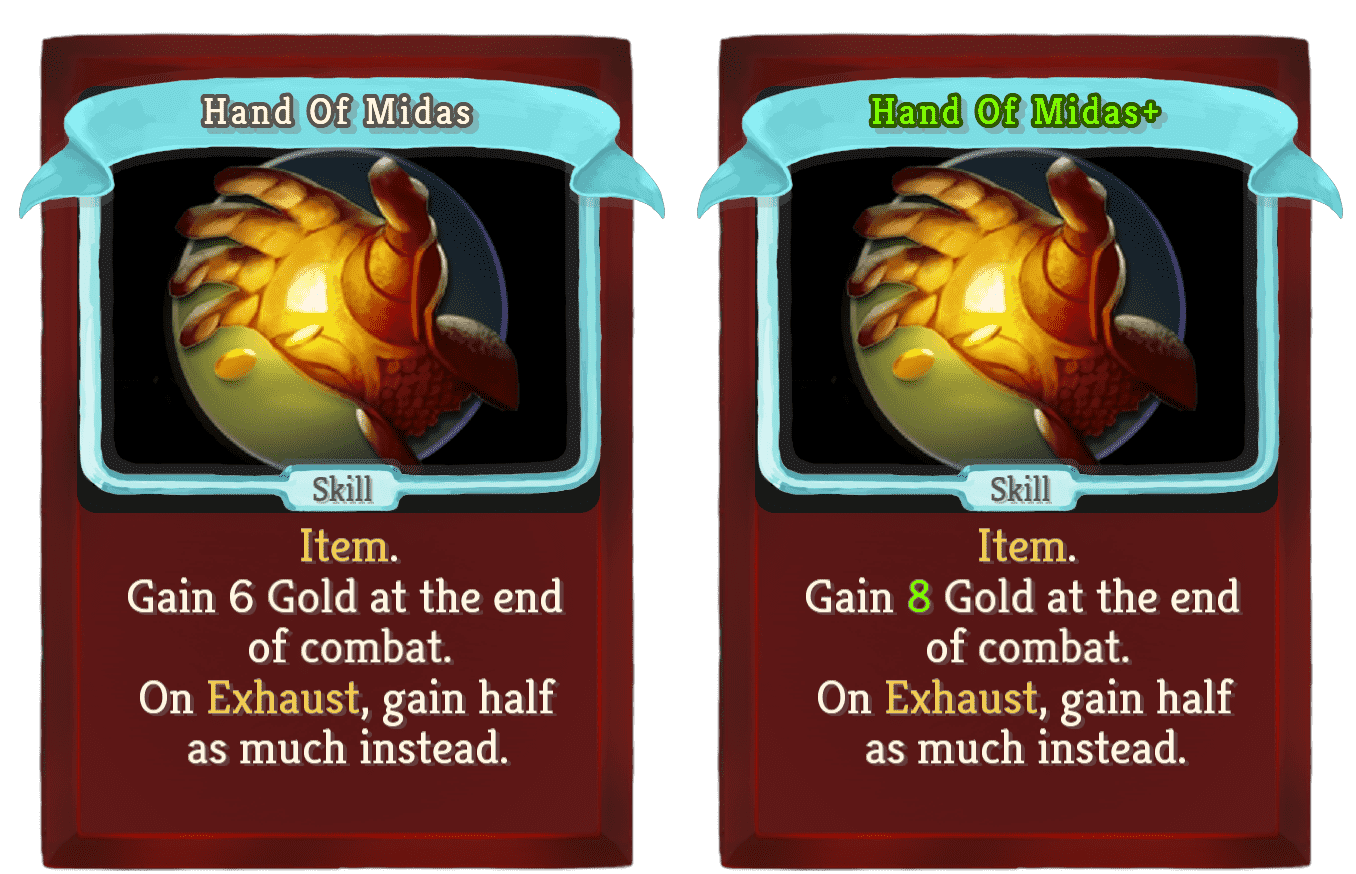 Hand Of Midas
Skill
Item.
Gain 6 Gold at the end
of combat.
On Exhaust, gain half
as much instead.
Hand Of Midas+
Skill
Item.
Gain 8 Gold at the end
of combat.
On Exhaust, gain half
as much instead.